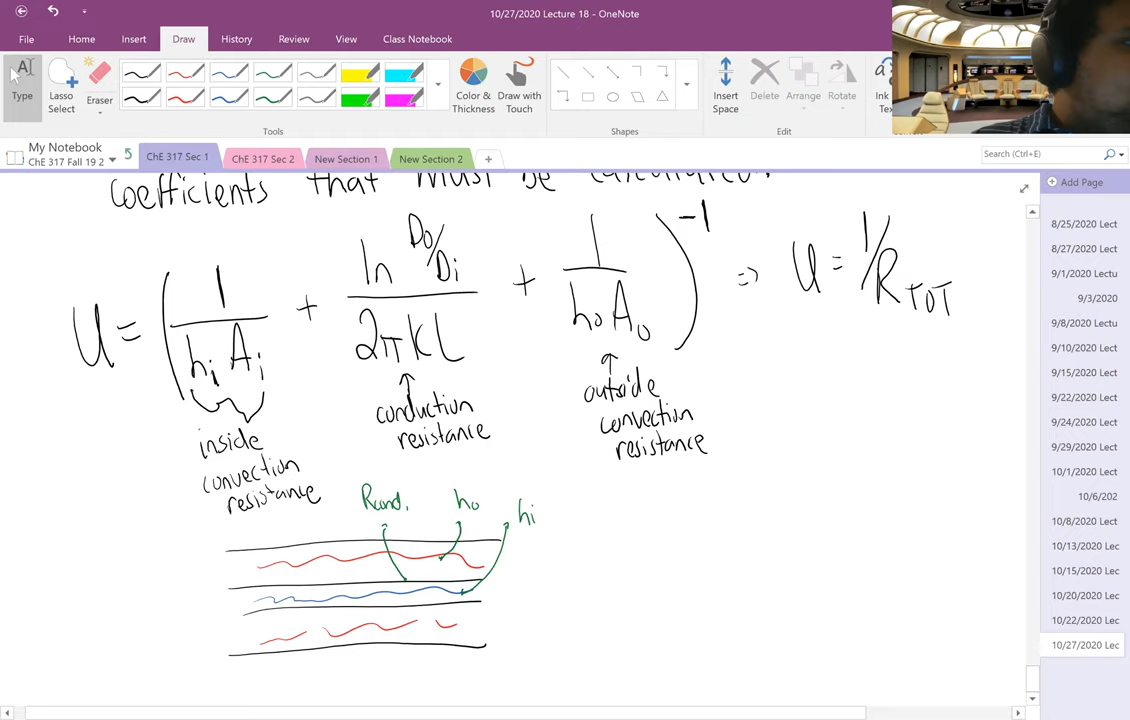 10/27/2020 Lecture 18 - OneNote
File Home Insert Draw History Review View Class Notebook
Type
Lasso Select
Eraser
Color & Thickness
Draw with Touch
Insert Space
Delete
Arrange
Rotate
Ink
Tex
Tools
Shapes
Edit
My Notebook
ChE 317 Fall 19 2
ChE 317 Sec 1
ChE 317 Sec 2
New Section 1
New Section 2
+
Search (Ctrl+E)
Add Page
8/25/2020 Lect
8/27/2020 Lect
9/1/2020 Lectu
9/3/2020
9/8/2020 Lectu
9/10/2020 Lect
9/15/2020 Lect
9/22/2020 Lect
9/24/2020 Lect
9/29/2020 Lect
10/1/2020 Lect
10/6/202
10/8/2020 Lect
10/13/2020 Lec
10/15/2020 Lec
10/20/2020 Lec
10/22/2020 Lec
10/27/2020 Lec
coefficients that must be calculated.
U = (1/(hi Ai) + ln Do/Di/(2πkL) + 1/(ho Ao))^-1 => U = 1/RTOT
inside
convection
resistance
conduction
resistance
outside
convection
resistance
Rcond.
ho
hi